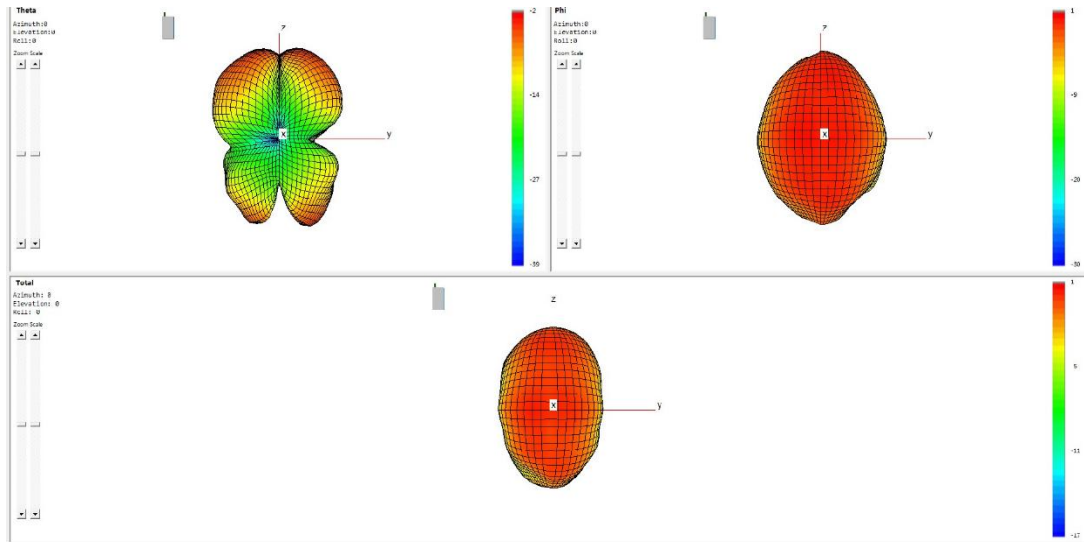 Theta
Azimuth:0
Elevation:0
Roll:0
Zoom Scale
z
x
y
-2
-14
-27
-39
Phi
Azimuth:0
Elevation:0
Roll:0
Zoom Scale
z
x
y
1
-9
-20
-30
Total
Azimuth: 0
Elevation: 0
Roll: 0
Zoom Scale
z
x
y
1
5
-11
-17